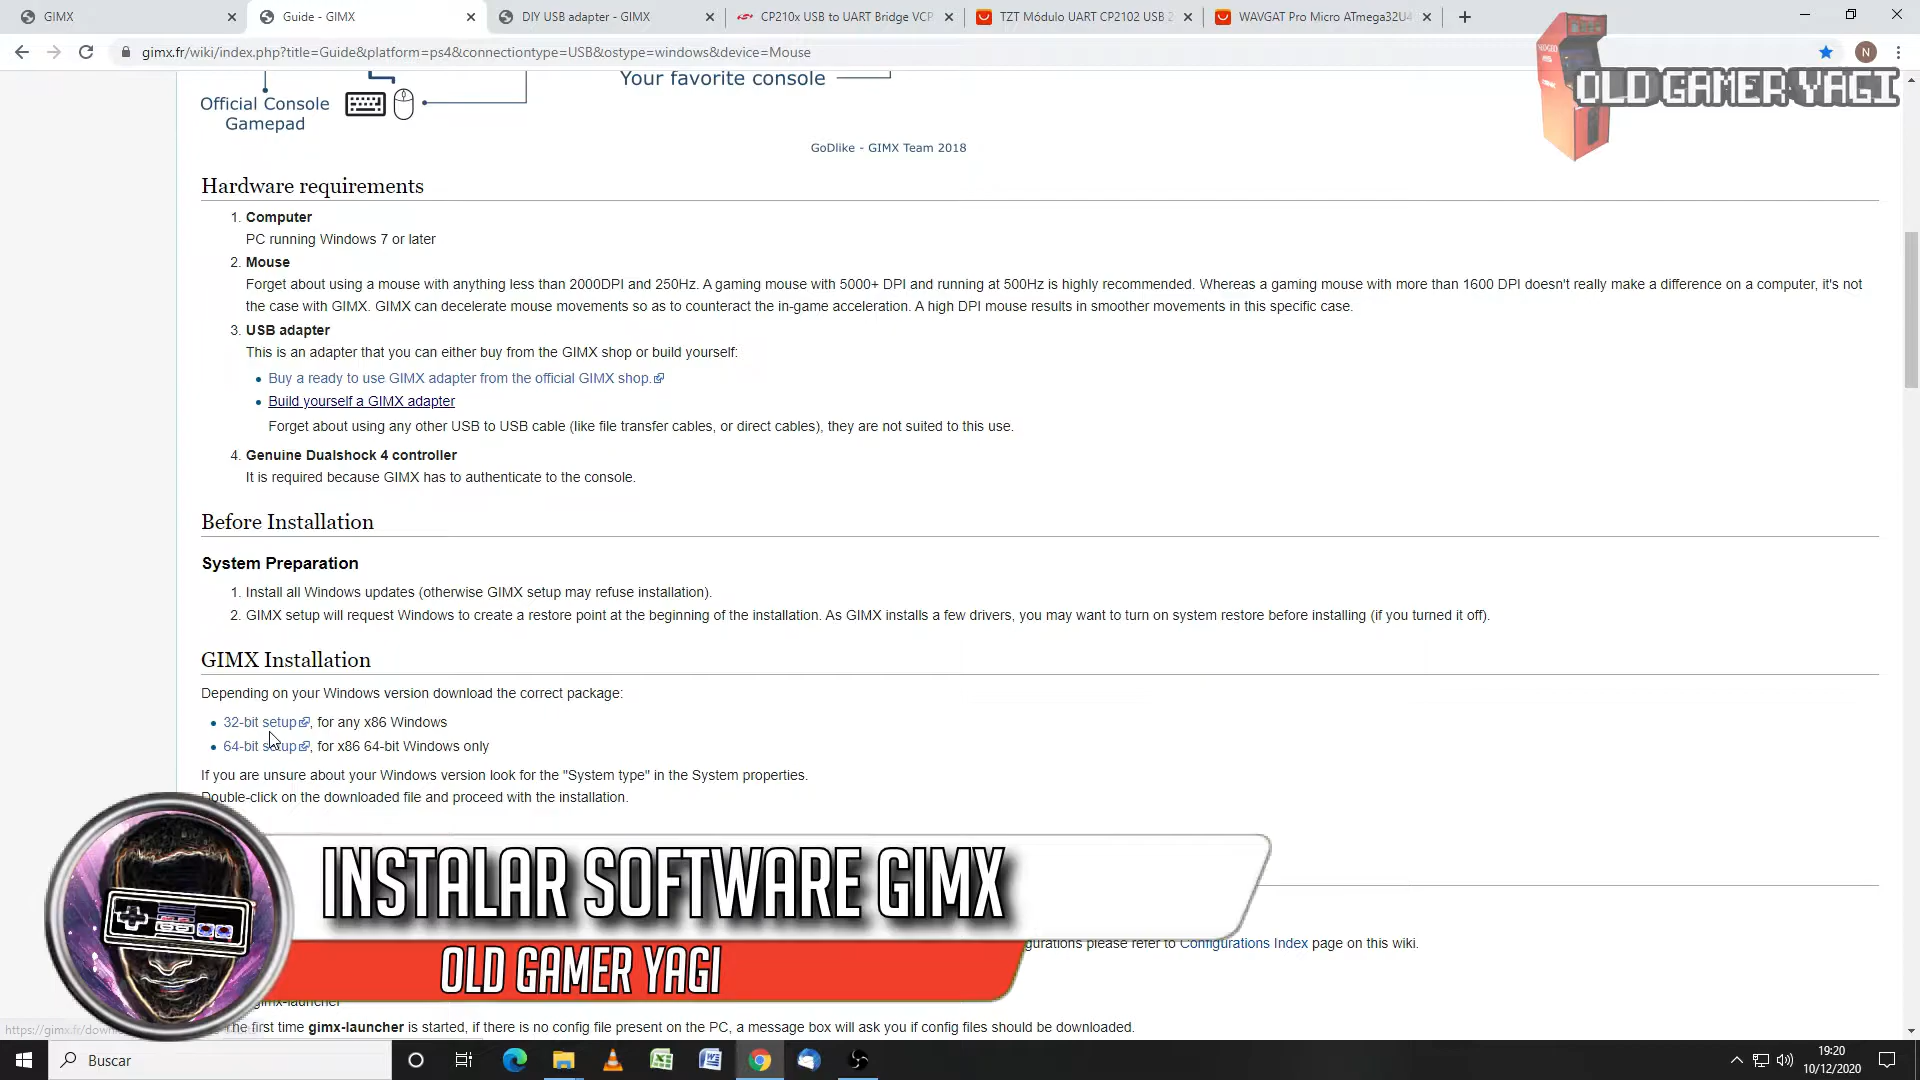 GIMX
Guide - GIMX
DIY USB adapter - GIMX
CP210x USB to UART Bridge VCP
TZT Módulo UART CP2102 USB 2
WAVGAT Pro Micro ATmega32U4
gimx.fr/wiki/index.php?title=Guide&platform=ps4&connectiontype=USB&ostype=windows&device=Mouse
N
OLD GAMER YAGI
Your favorite console
Official Console
Gamepad
GoDlike - GIMX Team 2018
Hardware requirements
1. Computer
PC running Windows 7 or later
2. Mouse
Forget about using a mouse with anything less than 2000DPI and 250Hz. A gaming mouse with 5000+ DPI and running at 500Hz is highly recommended. Whereas a gaming mouse with more than 1600 DPI doesn't really make a difference on a computer, it's not
the case with GIMX. GIMX can decelerate mouse movements so as to counteract the in-game acceleration. A high DPI mouse results in smoother movements in this specific case.
3. USB adapter
This is an adapter that you can either buy from the GIMX shop or build yourself:
• Buy a ready to use GIMX adapter from the official GIMX shop.
• Build yourself a GIMX adapter
Forget about using any other USB to USB cable (like file transfer cables, or direct cables), they are not suited to this use.
4. Genuine Dualshock 4 controller
It is required because GIMX has to authenticate to the console.
Before Installation
System Preparation
1. Install all Windows updates (otherwise GIMX setup may refuse installation).
2. GIMX setup will request Windows to create a restore point at the beginning of the installation. As GIMX installs a few drivers, you may want to turn on system restore before installing (if you turned it off).
GIMX Installation
Depending on your Windows version download the correct package:
• 32-bit setup, for any x86 Windows
• 64-bit setup, for x86 64-bit Windows only
If you are unsure about your Windows version look for the "System type" in the System properties.
Double-click on the downloaded file and proceed with the installation.
INSTALAR SOFTWARE GIMX
gurations please refer to Configurations Index page on this wiki.
OLD GAMER YAGI
gimx-launcher
The first time gimx-launcher is started, if there is no config file present on the PC, a message box will ask you if config files should be downloaded.
https://gimx.fr/down
Buscar
19:20
10/12/2020